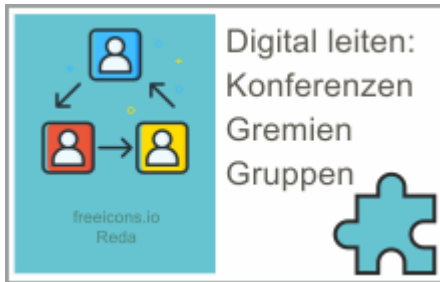 Digital leiten:
Konferenzen
Gremien
Gruppen
freeicons.io
Reda